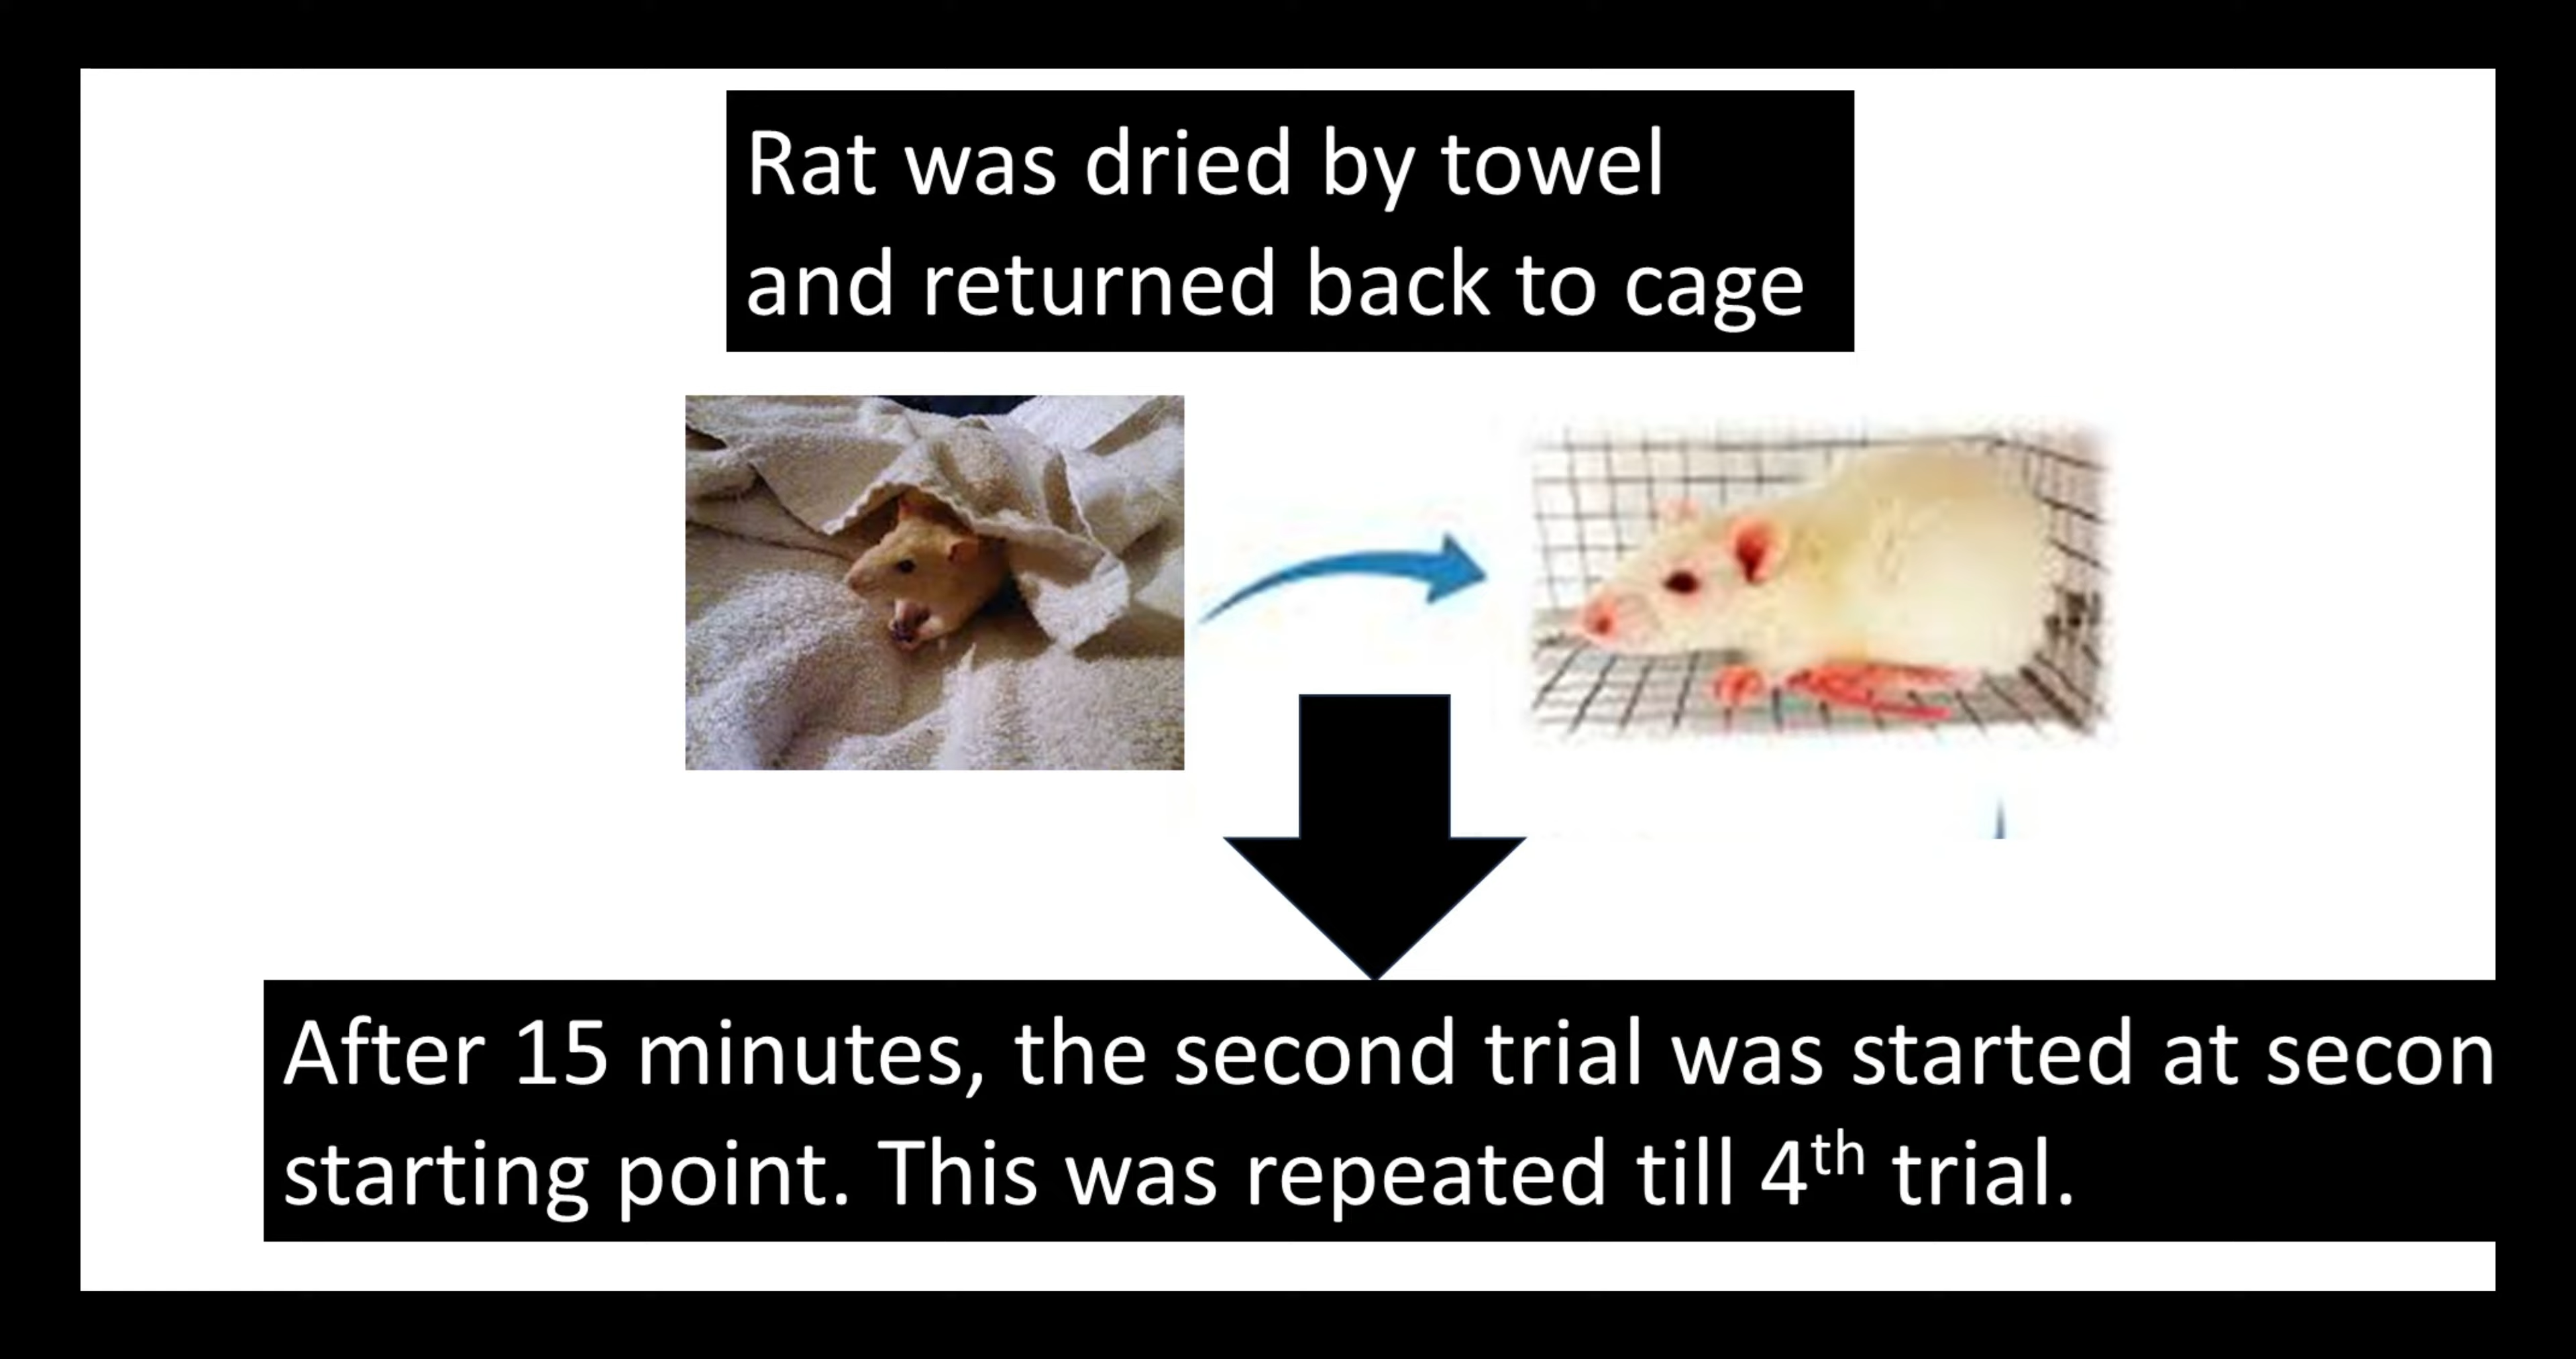 Rat was dried by towel
and returned back to cage
After 15 minutes, the second trial was started at secon
starting point. This was repeated till 4th trial.